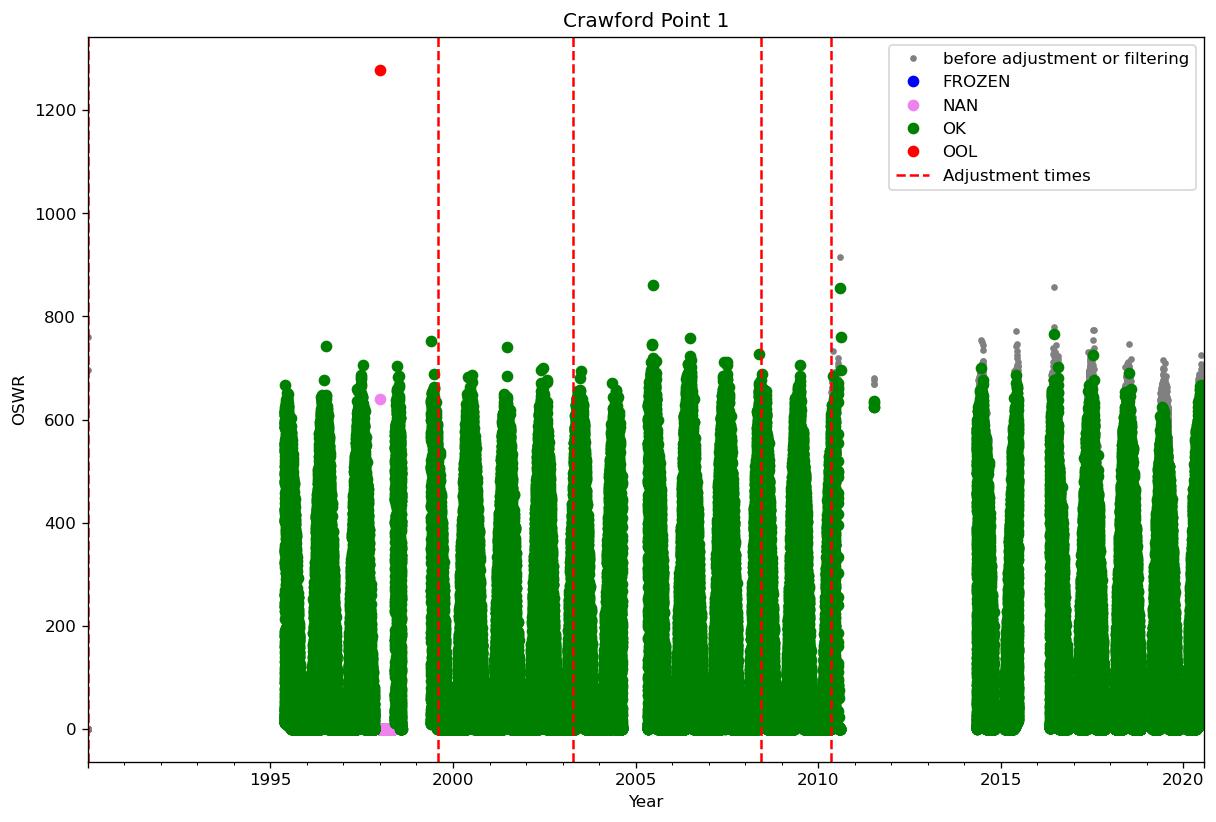 Crawford Point 1
before adjustment or filtering
FROZEN
NAN
OK
OOL
Adjustment times
1200
1000
800
600
400
200
0
OSWR
1995 2000 2005 2010 2015 2020
Year